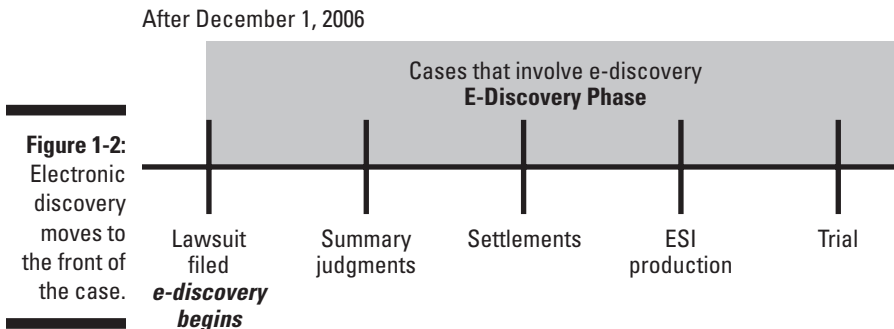 After December 1, 2006
Cases that involve e-discovery
E-Discovery Phase
Figure 1-2:
Electronic
discovery
moves to
the front of
the case.
Lawsuit
filed
e-discovery
begins
Summary
judgments
Settlements
ESI
production
Trial